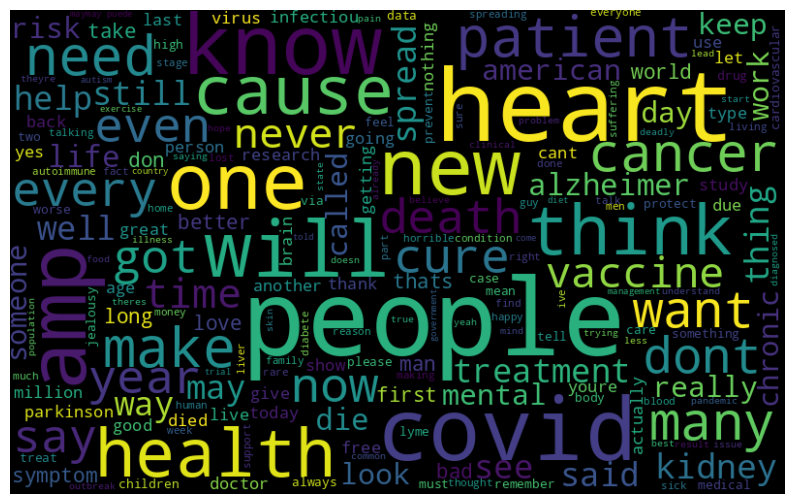 risk take last virus infectiou pain data spreading everyone keep
need back high know patient american lead let work
help still cause spread nothing world use drug
two even never prevent day type start cardiovascular
yes life don person going feel sure heart suffering deadly living
talking hope saying lost research clinical problem
autism exercise theyre stage
autoimmune fact country state via getting new cant done cancer
every one called believe alzheimer study
worse home told death guy diet talk protect due thing
well great better brain horrible condition men
someone illness doesn part right come think diagnosed
got will cure vaccine
amp age another thank thats case mean find ive management understand
food theres time skin diabete reason true yeah government happy mind trying less want
jealousy long money love family please show man tell care something chronic
population make people treatment dont
much year liver rare making youre body really
million trial may now give first mental actually blood pandemic
parkinson way human live today die free lyme many best result issue
say good died week support common
treat health covid bad see said kidney
symptom children doctor always look must thought remember sick medical
outbreak